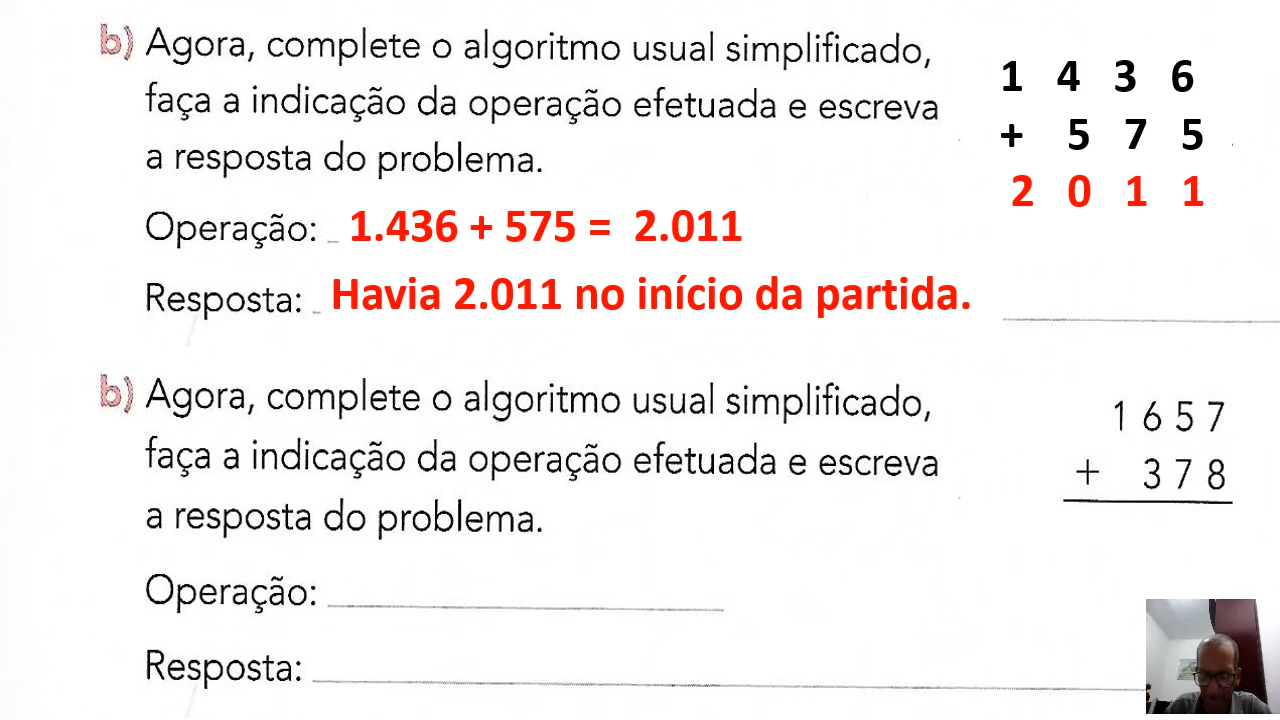 b) Agora, complete o algoritmo usual simplificado,
faça a indicação da operação efetuada e escreva
a resposta do problema.
1 4 3 6
+ 5 7 5
2 0 1 1
Operação: 1.436 + 575 = 2.011
Resposta: Havia 2.011 no início da partida.
b) Agora, complete o algoritmo usual simplificado,
faça a indicação da operação efetuada e escreva
a resposta do problema.
1 6 5 7
+ 3 7 8
Operação:
Resposta: